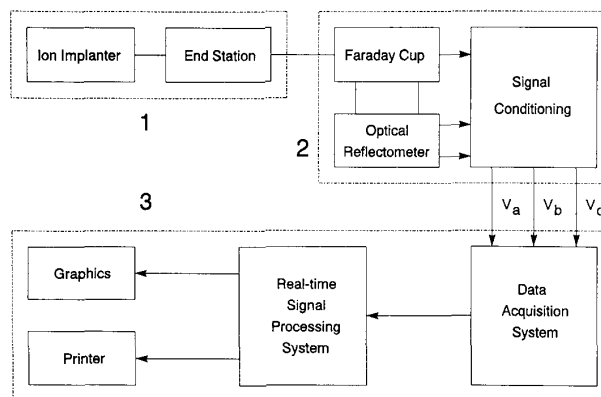 Ion Implanter
End Station
Faraday Cup
Signal
Conditioning
Optical
Reflectometer
1
2
3
Va
Vb
Graphics
Printer
Real-time
Signal
Processing
System
Data
Acquisition
System